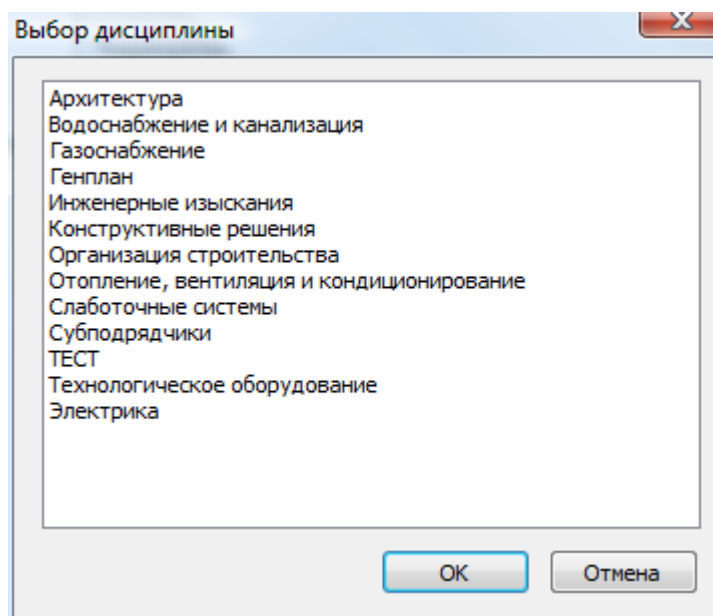 Выбор дисциплины
Архитектура
Водоснабжение и канализация
Газоснабжение
Генплан
Инженерные изыскания
Конструктивные решения
Организация строительства
Отопление, вентиляция и кондиционирование
Слаботочные системы
Субподрядчики
ТЕСТ
Технологическое оборудование
Электрика
ОК Отмена